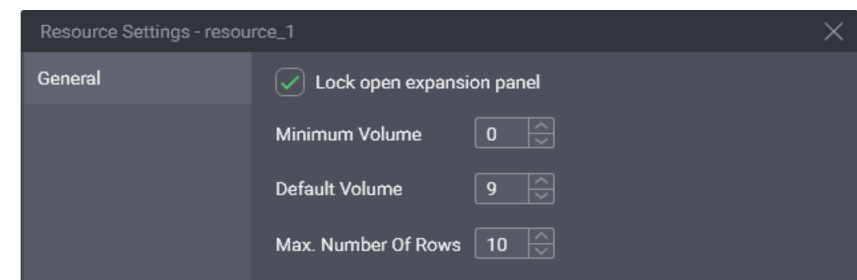 Resource Settings - resource_1
General
Lock open expansion panel
Minimum Volume 0
Default Volume 9
Max. Number Of Rows 10